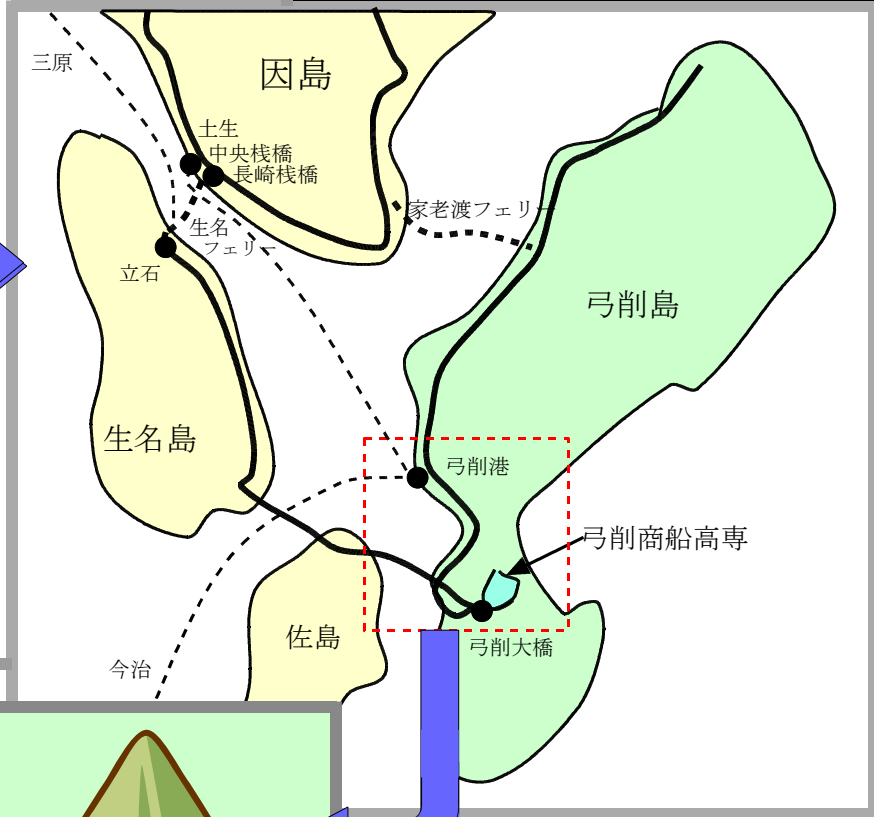 三原
因島
土生
中央桟橋
長崎桟橋
家老渡フェリー
生名
フェリー
立石
弓削島
生名島
弓削港
弓削商船高専
佐島
弓削大橋
今治